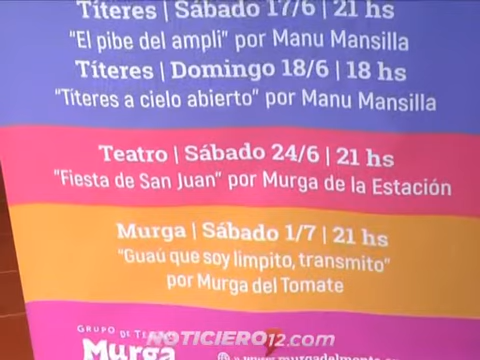 Títeres | Sábado 17/6 | 21 hs
"El pibe del ampli" por Manu Mansilla
Títeres | Domingo 18/6 | 18 hs
"Títeres a cielo abierto" por Manu Mansilla
Teatro | Sábado 24/6 | 21 hs
"Fiesta de San Juan" por Murga de la Estación
Murga | Sábado 1/7 | 21 hs
"Guaú que soy limpito, transmito"
por Murga del Tomate
GRUPO DE
Murga
NOTICIERO12.com